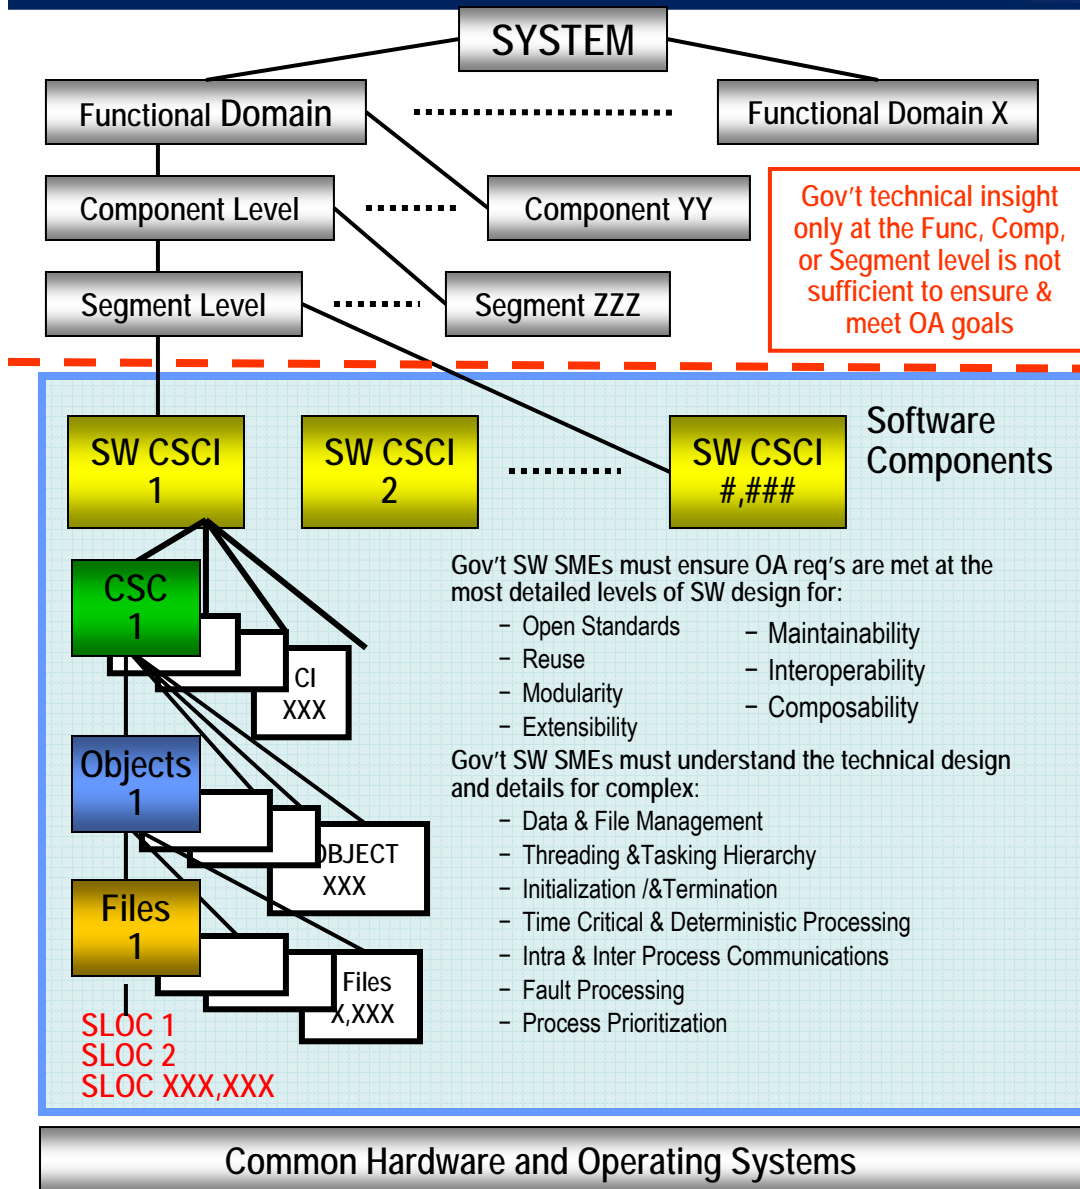 SYSTEM
Functional Domain
Functional Domain X
Component Level
Component YY
Gov't technical insight
only at the Func, Comp,
or Segment level is not
sufficient to ensure &
meet OA goals
Segment Level
Segment ZZZ
SW CSCI
1
SW CSCI
2
SW CSCI
#,###
Software
Components
CSC
1
CI
XXX
Objects
1
OBJECT
XXX
Files
1
Files
X,XXX
SLOC 1
SLOC 2
SLOC XXX,XXX
Gov't SW SMEs must ensure OA req's are met at the
most detailed levels of SW design for:
– Open Standards
– Reuse
– Modularity
– Extensibility
– Maintainability
– Interoperability
– Composability
Gov't SW SMEs must understand the technical design
and details for complex:
– Data & File Management
– Threading &Tasking Hierarchy
– Initialization /&Termination
– Time Critical & Deterministic Processing
– Intra & Inter Process Communications
– Fault Processing
– Process Prioritization
Common Hardware and Operating Systems